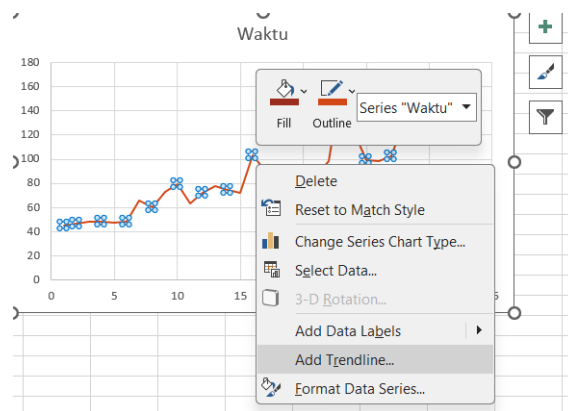 Waktu
180
160
140
120
100
80
60
40
20
0
0 5 10 15 5
Fill Outline Series "Waktu"
Delete
Reset to Match Style
Change Series Chart Type...
Select Data...
3-D Rotation...
Add Data Labels
Add Trendline...
Format Data Series...